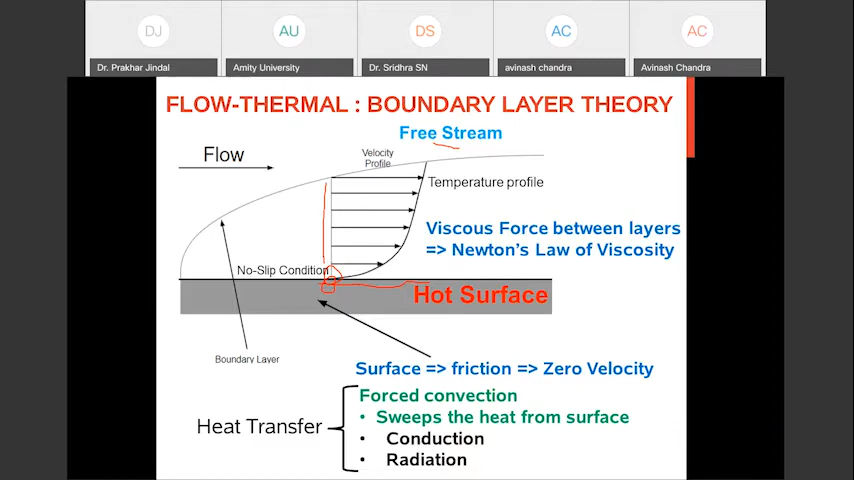 DJ
AU
DS
AC
AC
Dr. Prakhar Jindal
Amity University
Dr. Sridhra SN
avinash chandra
Avinash Chandra
FLOW-THERMAL : BOUNDARY LAYER THEORY
Free Stream
Flow
Velocity
Profile
Temperature profile
Viscous Force between layers
=> Newton's Law of Viscosity
No-Slip Condition
Hot Surface
Boundary Layer
Surface => friction => Zero Velocity
Heat Transfer
Forced convection
• Sweeps the heat from surface
• Conduction
• Radiation